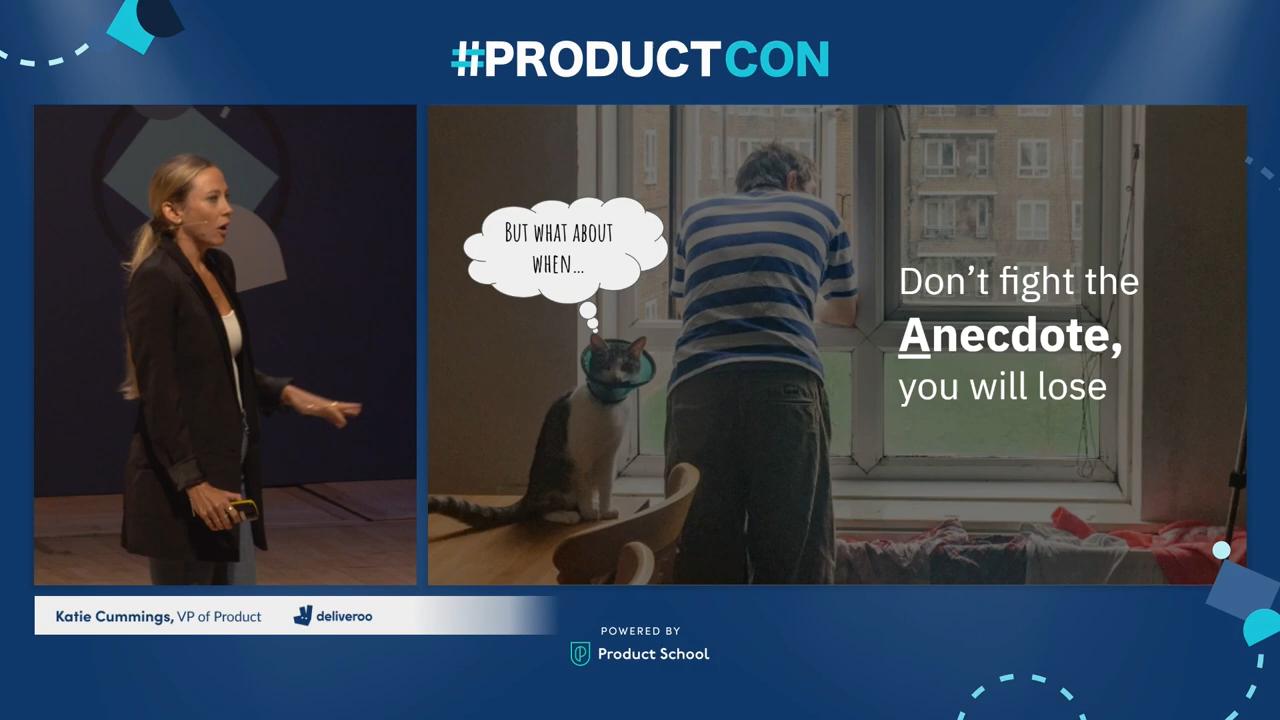 #PRODUCTCON
BUT WHAT ABOUT
WHEN...
Don't fight the
Anecdote,
you will lose
Katie Cummings, VP of Product
deliveroo
POWERED BY
Product School